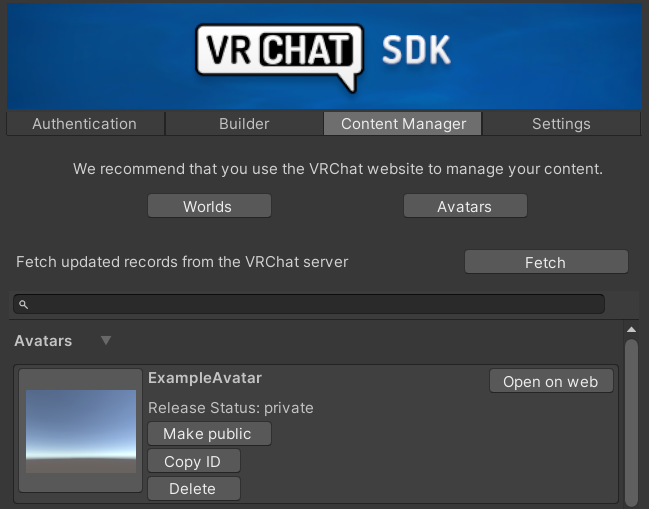 VRCHAT SDK
Authentication
Builder
Content Manager
Settings
We recommend that you use the VRChat website to manage your content.
Worlds
Avatars
Fetch updated records from the VRChat server
Fetch
Avatars
ExampleAvatar
Open on web
Release Status: private
Make public
Copy ID
Delete